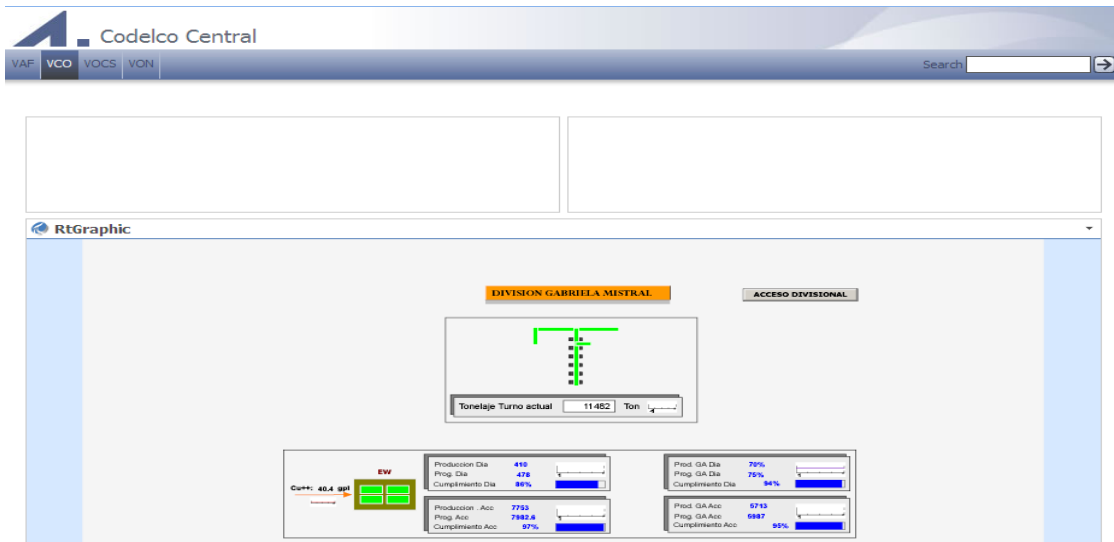 Codelco Central
VAF VCO VOCS VON Search
RtGraphic
DIVISION GABRIELA MISTRAL ACCESO DIVISIONAL
Tonelaje Turno actual 11482 Ton
EW
Cu++: 40.4 gpl
Produccion Dia 410
Prog. Dia 478
Cumplimiento Dia 86%
Produccion . Acc 7753
Prog. Acc 7982.6
Cumplimiento Acc 97%
Prod. GA Dia 70%
Prog. GA Dia 75%
Cumplimiento Dia 94%
Prod. GA Acc 5713
Prog. GA Acc 5987
Cumplimiento Acc 95%